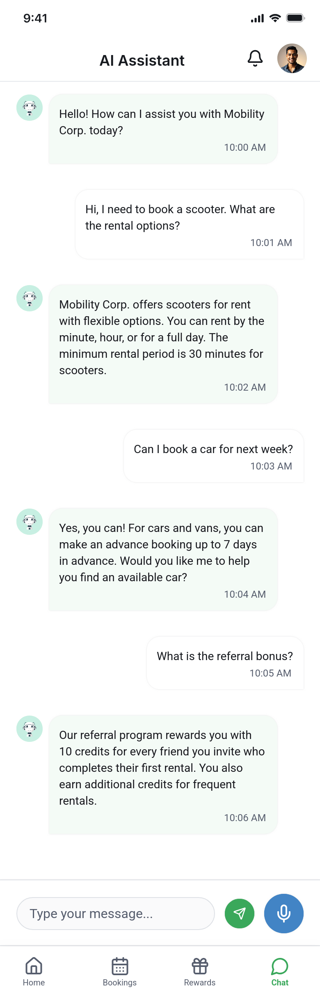 9:41
AI Assistant
Hello! How can I assist you with Mobility
Corp. today?
10:00 AM
Hi, I need to book a scooter. What are
the rental options?
10:01 AM
Mobility Corp. offers scooters for rent
with flexible options. You can rent by the
minute, hour, or for a full day. The
minimum rental period is 30 minutes for
scooters.
10:02 AM
Can I book a car for next week?
10:03 AM
Yes, you can! For cars and vans, you can
make an advance booking up to 7 days
in advance. Would you like me to help
you find an available car?
10:04 AM
What is the referral bonus?
10:05 AM
Our referral program rewards you with
10 credits for every friend you invite who
completes their first rental. You also
earn additional credits for frequent
rentals.
10:06 AM
Type your message...
Home
Bookings
Rewards
Chat